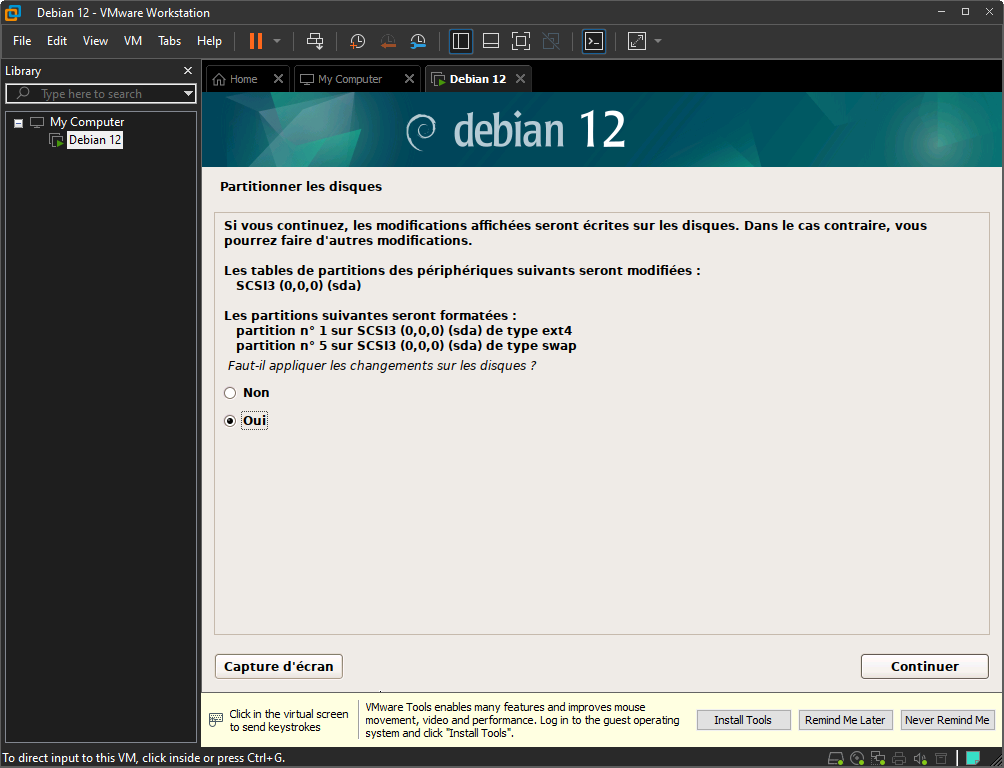 Debian 12 - VMware Workstation
File Edit View VM Tabs Help
Library
Type here to search
My Computer
Debian 12
Home
My Computer
Debian 12
debian 12
Partitionner les disques
Si vous continuez, les modifications affichées seront écrites sur les disques. Dans le cas contraire, vous
pourrez faire d'autres modifications.
Les tables de partitions des périphériques suivants seront modifiées :
SCSI3 (0,0,0) (sda)
Les partitions suivantes seront formatées :
partition n° 1 sur SCSI3 (0,0,0) (sda) de type ext4
partition n° 5 sur SCSI3 (0,0,0) (sda) de type swap
Faut-il appliquer les changements sur les disques ?
Non
Oui
Capture d'écran
Continuer
Click in the virtual screen
to send keystrokes
VMware Tools enables many features and improves mouse
movement, video and performance. Log in to the guest operating
system and click "Install Tools".
Install Tools
Remind Me Later
Never Remind Me
To direct input to this VM, click inside or press Ctrl+G.